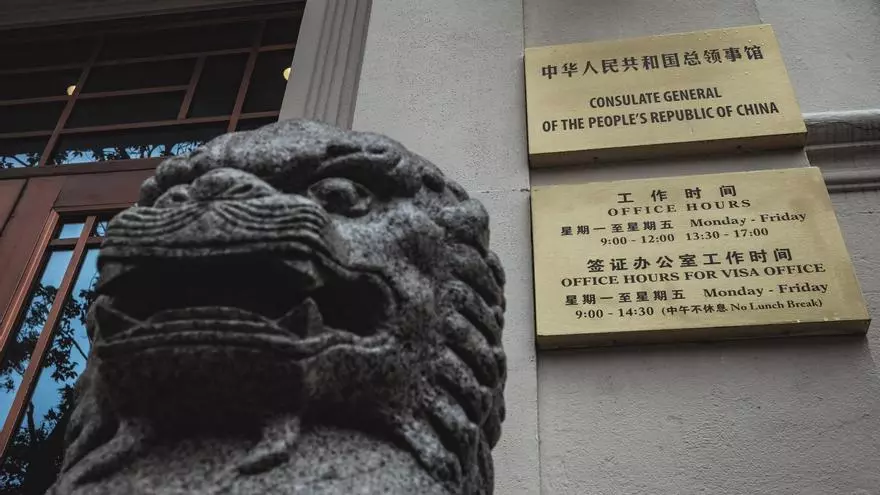 中华人民共和国总领事馆
CONSULATE GENERAL
OF THE PEOPLE'S REPUBLIC OF CHINA
工作时间
OFFICE HOURS
星期一至星期五 Monday - Friday
9:00 - 12:00 13:30 - 17:00
签证办公室工作时间
OFFICE HOURS FOR VISA OFFICE
星期一至星期五 Monday - Friday
9:00 - 14:30 (中午不休息 No Lunch Break)